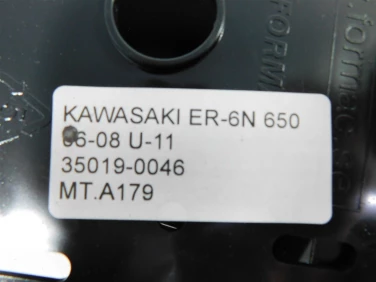 KAWASAKI ER-6N 650
06-08 U-11
35019-0046
MT.A179